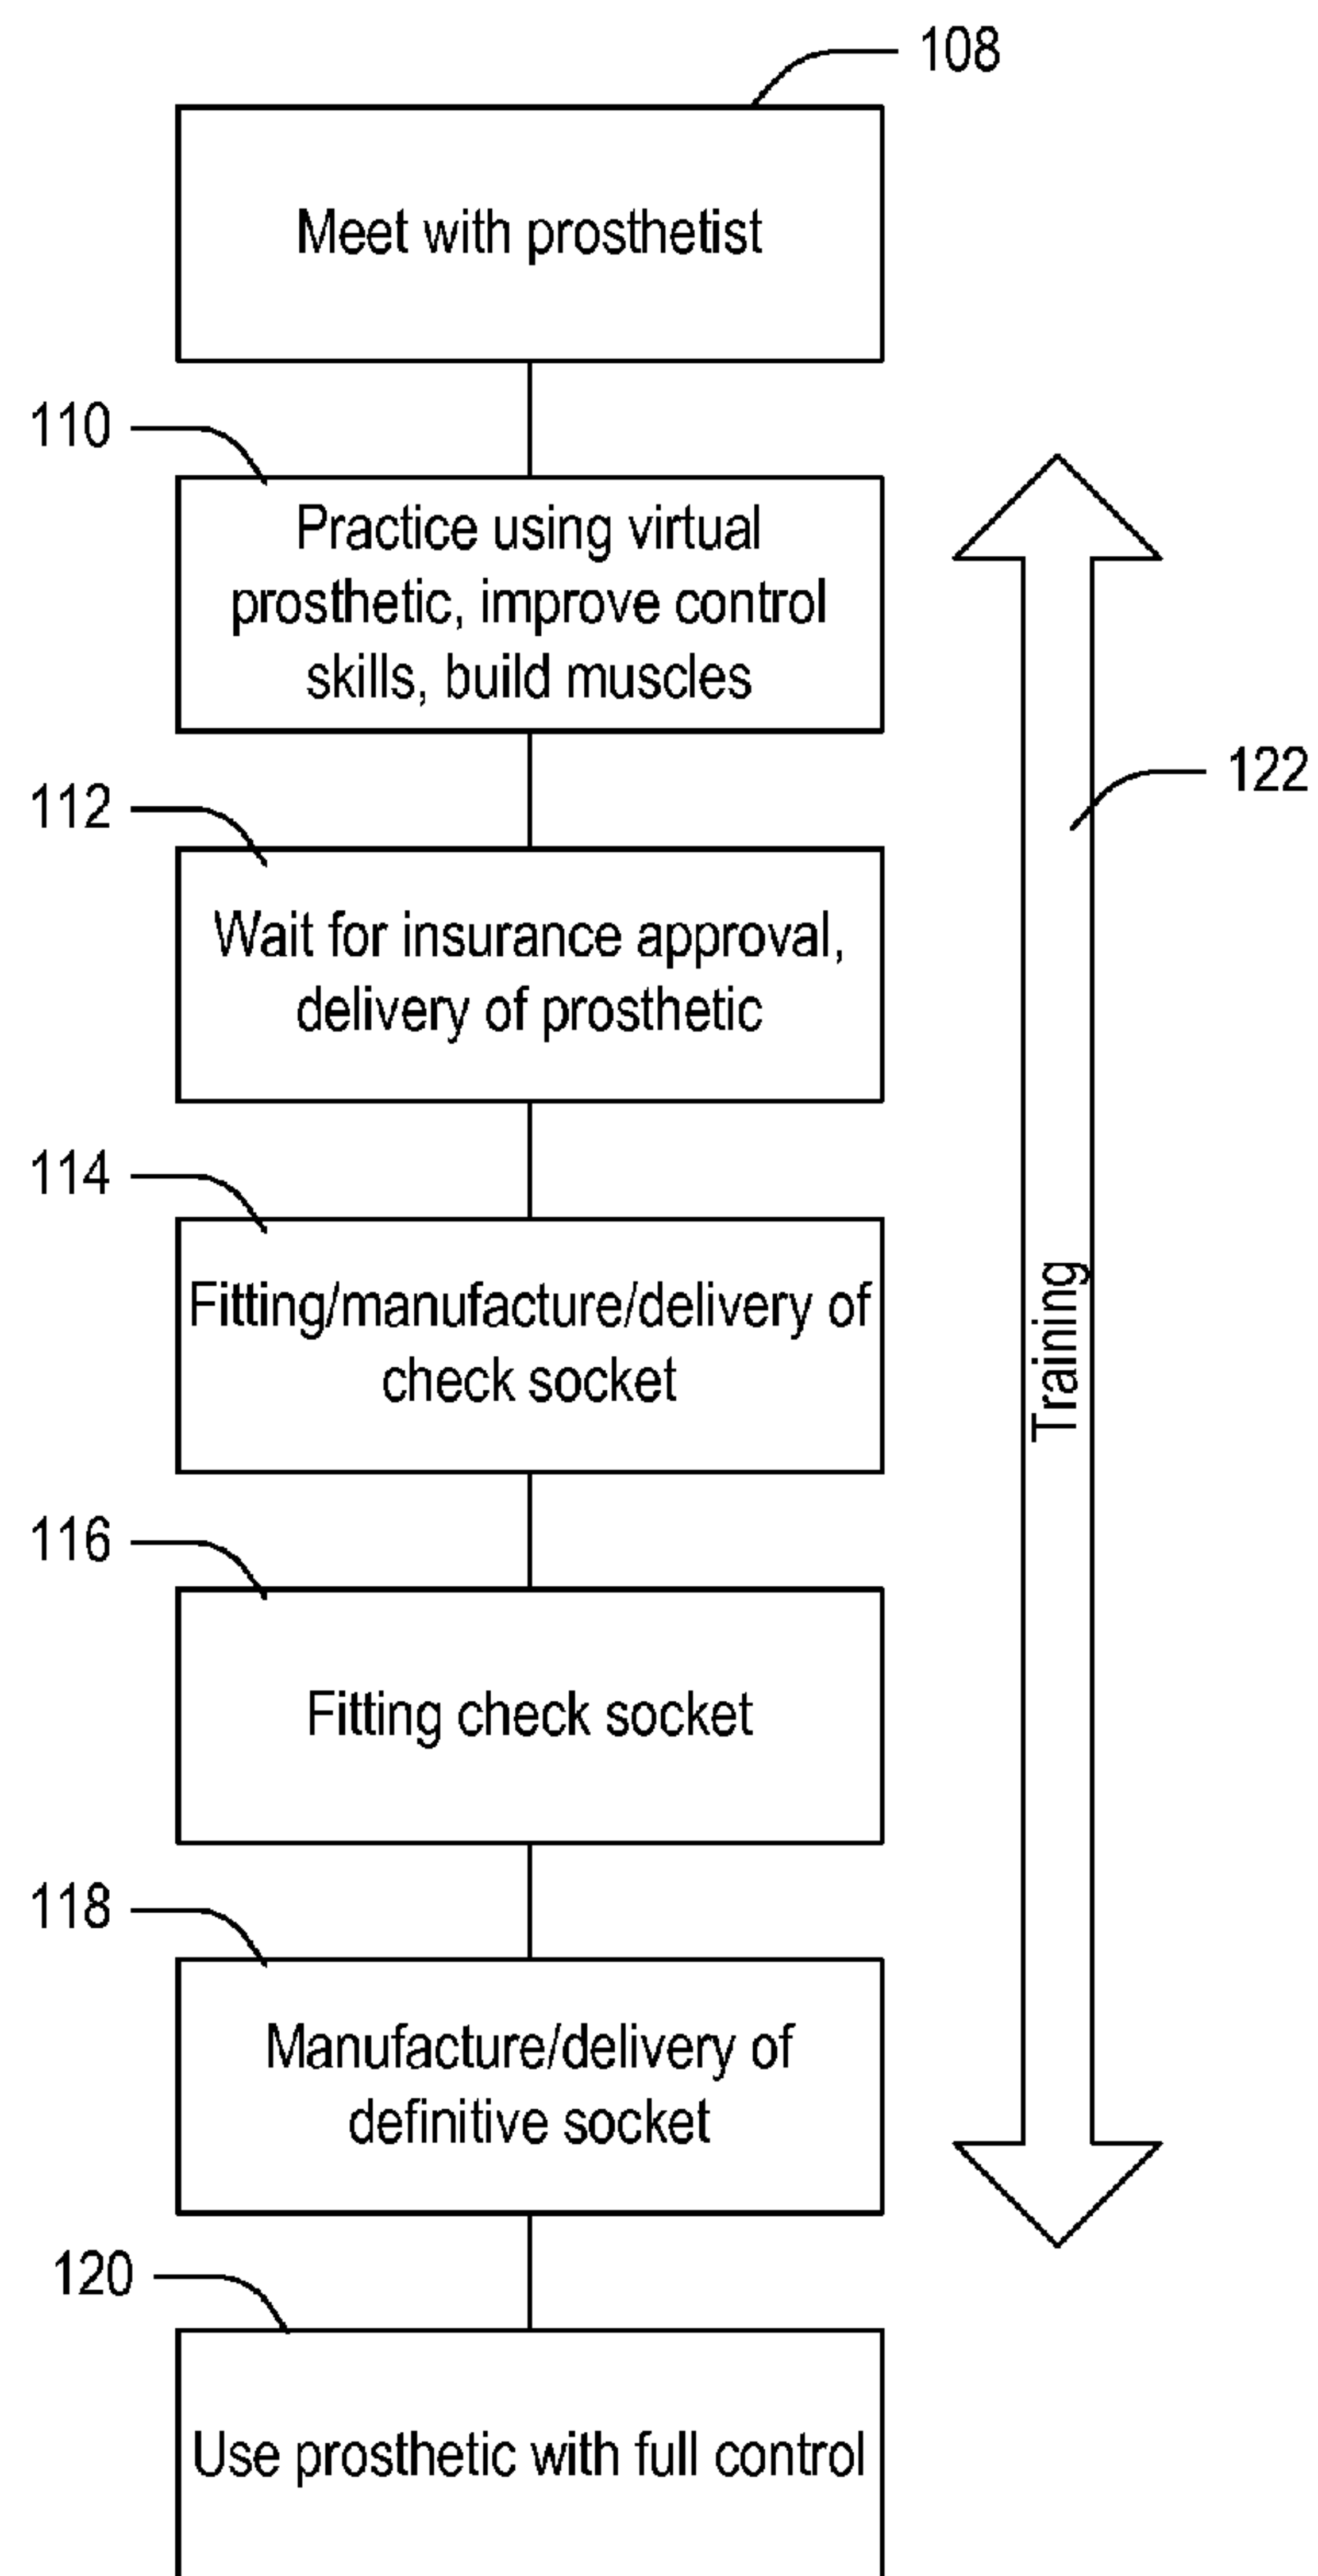 108
Meet with prosthetist
110
Practice using virtual
prosthetic, improve control
skills, build muscles
122
112
Wait for insurance approval,
delivery of prosthetic
114
Fitting/manufacture/delivery of
check socket
Training
116
Fitting check socket
118
Manufacture/delivery of
definitive socket
120
Use prosthetic with full control